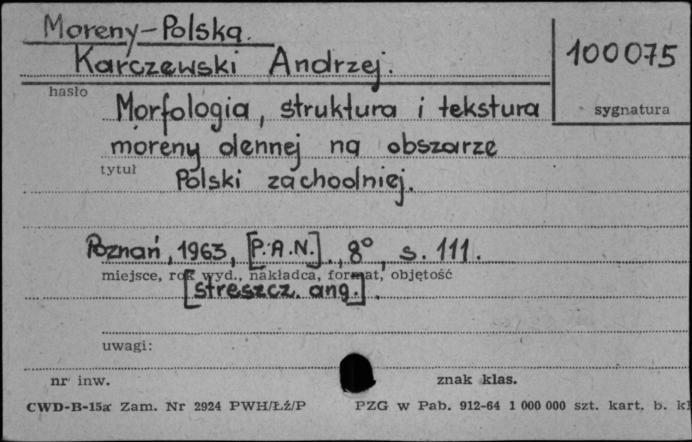 Moreny-Polska.
Karczewski Andrzej.
100075
hasło
sygnatura
Morfologia, struktura i tekstura
moreny dennej na obszarze
tytuł
Polski zachodniej.
Poznań, 1963, [P.A.N.]., 8°, s. 111.
miejsce, rok wyd., nakładca, format, objętość
[streszcz. ang.].
uwagi:
nr inw.
znak klas.
CWD-B-15a Zam. Nr 2924 PWH/Łź/P
PZG w Pab. 912-64 1 000 000 szt. kart. b. kl